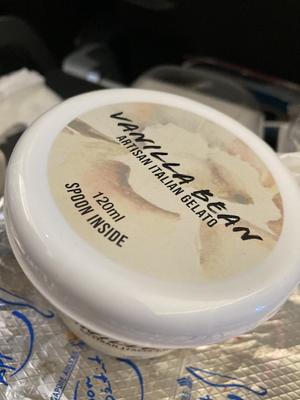 VANILLA BEAN
ARTISAN ITALIAN GELATO
120ml
SPOON INSIDE